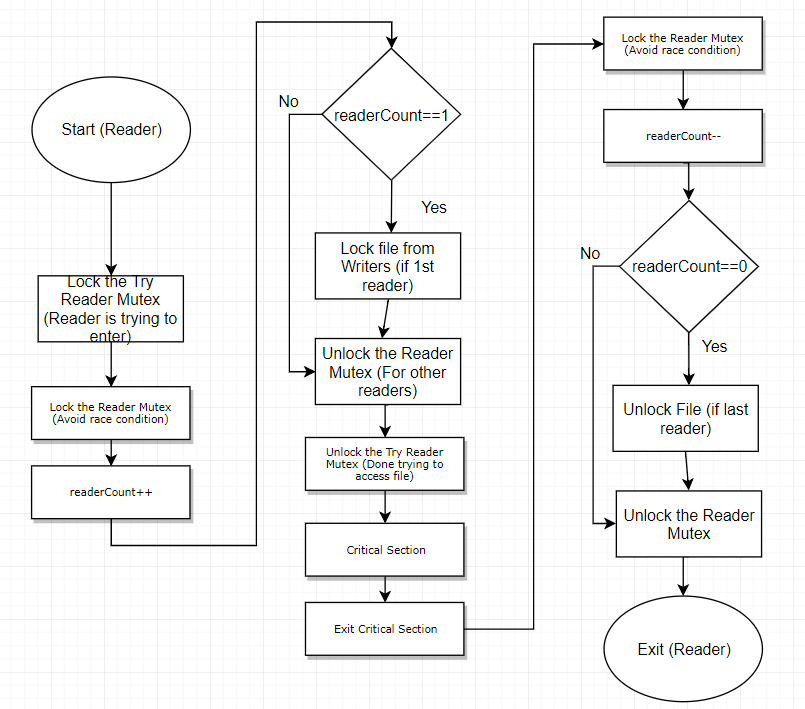 Start (Reader)
Lock the Try
Reader Mutex
(Reader is trying to
enter)
Lock the Reader Mutex
(Avoid race condition)
readerCount++
readerCount==1
No
Yes
Lock file from
Writers (if 1st
reader)
Unlock the Reader
Mutex (For other
readers)
Unlock the Try Reader
Mutex (Done trying to
access file)
Critical Section
Exit Critical Section
Lock the Reader Mutex
(Avoid race condition)
readerCount--
readerCount==0
No
Yes
Unlock File (if last
reader)
Unlock the Reader
Mutex
Exit (Reader)